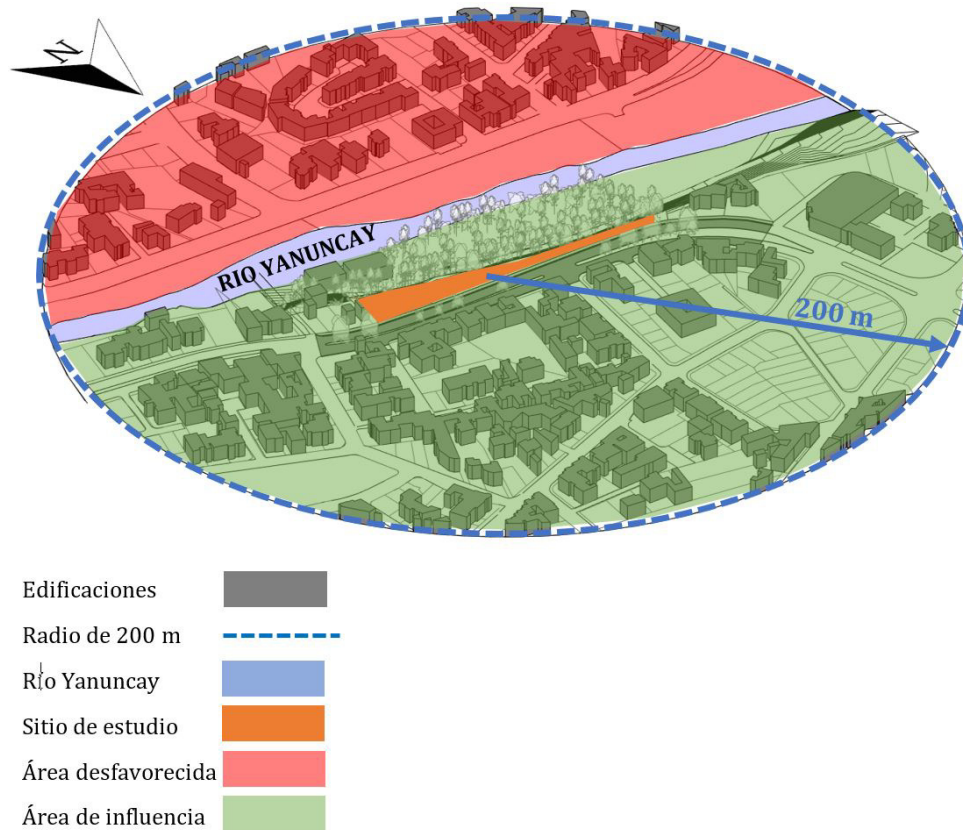 N
RIO YANUNCAY
200 m
Edificaciones
Radio de 200 m
Río Yanuncay
Sitio de estudio
Área desfavorecida
Área de influencia